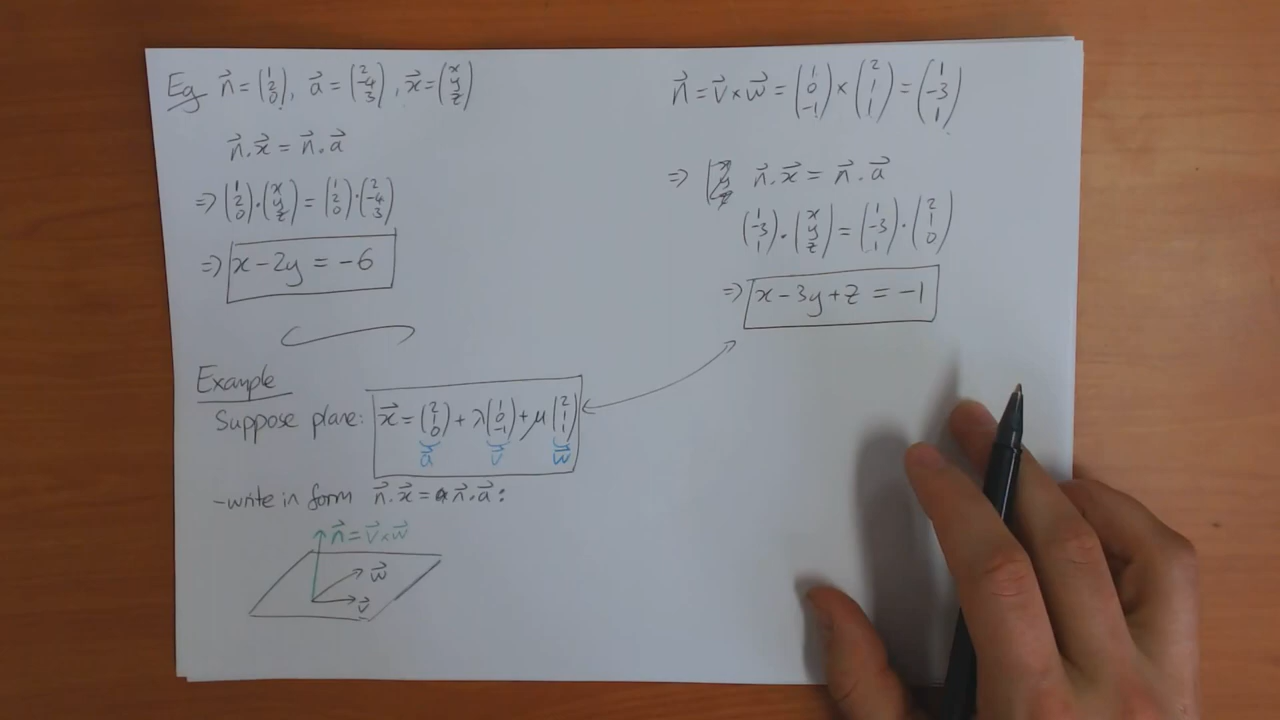 Eg n⃗ = (1 2 0), a⃗ = (2 -4 3), x⃗ = (x y z)
n⃗ . x⃗ = n⃗ . a⃗
⇒ (1 2 0) · (x y z) = (1 2 0) · (2 -4 3)
⇒ x - 2y = -6
Example
Suppose plane: x⃗ = (2 1 0) + λ(1 0 -1) + μ(2 1 1)
a⃗ v⃗ w⃗
- write in form n⃗ . x⃗ = n⃗ . a⃗ :
n⃗ = v⃗ × w⃗
w⃗
v⃗
n⃗ = v⃗ × w⃗ = (1 0 -1) × (2 1 1) = (1 -3 1)
⇒ n⃗ . x⃗ = n⃗ . a⃗
(1 -3 1) · (x y z) = (1 -3 1) · (2 1 0)
⇒ x - 3y + z = -1